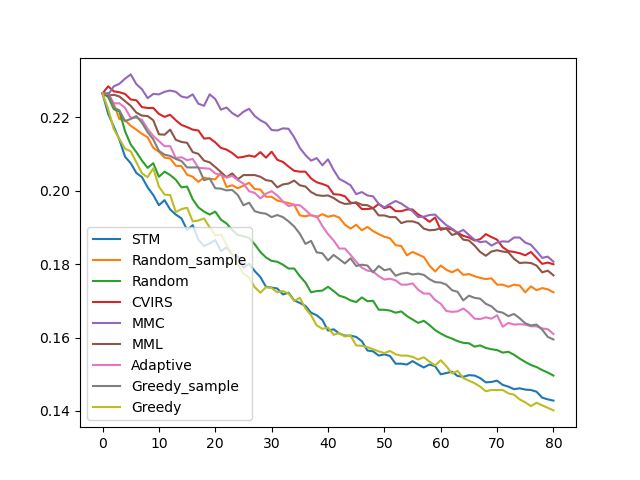 0.22
0.20
0.18
0.16
0.14
STM
Random_sample
Random
CVIRS
MMC
MML
Adaptive
Greedy_sample
Greedy
0 10 20 30 40 50 60 70 80